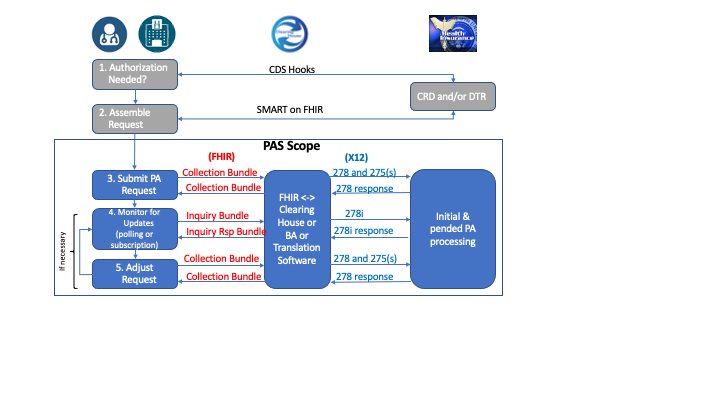 Health
Insurance
1. Authorization
Needed?
CDS Hooks
CRD and/or DTR
2. Assemble
Request
SMART on FHIR
PAS Scope
(FHIR)
(X12)
3. Submit PA
Request
Collection Bundle
Collection Bundle
278 and 275(s)
278 response
4. Monitor for
Updates
(polling or
subscription)
Inquiry Bundle
Inquiry Rsp Bundle
FHIR <->
Clearing
House or
BA or
Translation
Software
278i
278i response
Initial &
pended PA
processing
If necessary
5. Adjust
Request
Collection Bundle
Collection Bundle
278 and 275(s)
278 response